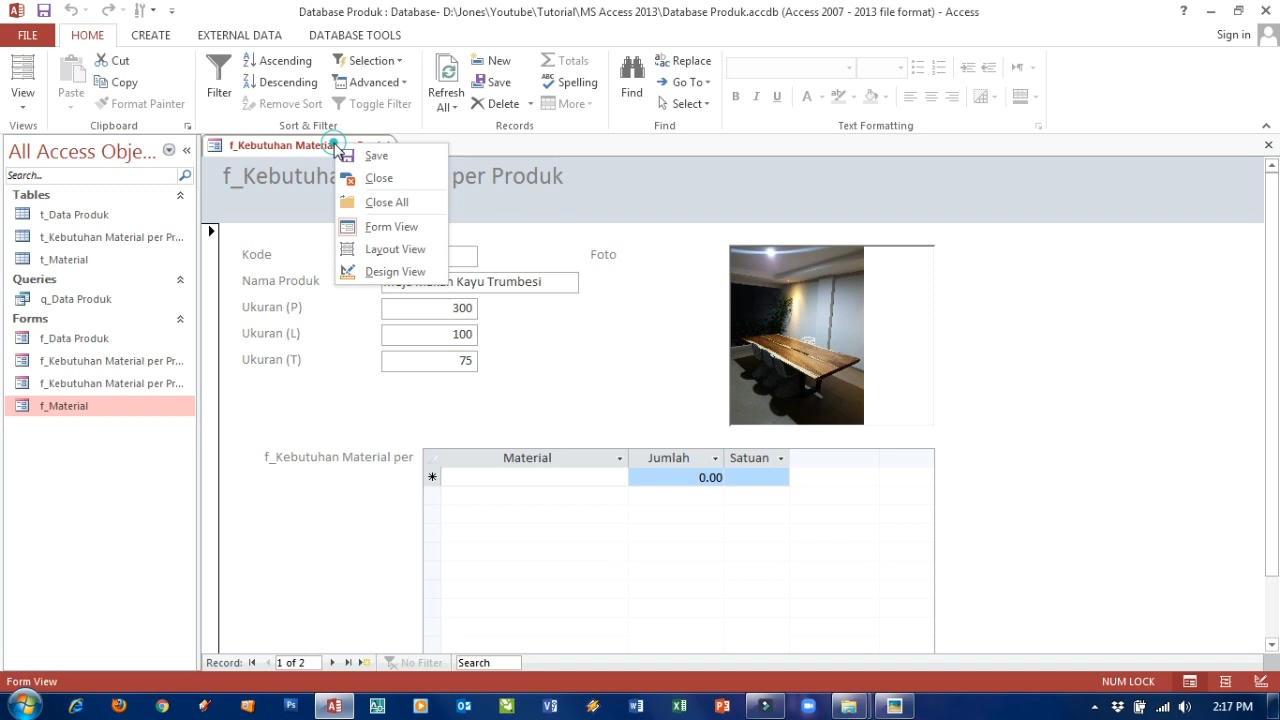 Database Produk : Database- D:\Jocen\Youtube\Tutorial\MS Access 2013\Database Produk.accdb (Access 2007 - 2013 file format) - Access
FILE HOME CREATE EXTERNAL DATA DATABASE TOOLS Sign in
View
Paste
Cut
Copy
Format Painter
Filter
Ascending
Descending
Remove Sort
Selection
Advanced
Toggle Filter
Refresh All
New
Save
Delete
Totals
Spelling
More
Find
Replace
Go To
Select
B I U A
Views Clipboard Sort & Filter Records Find Text Formatting
All Access Obje...
Search...
Tables
t_Data Produk
t_Kebutuhan Material per Pr...
t_Material
Queries
q_Data Produk
Forms
f_Data Produk
f_Kebutuhan Material per Pr...
f_Kebutuhan Material per Pr...
f_Material
f_Kebutuhan Materia
Save
Close
Close All
Form View
Layout View
Design View
f_Kebutuha per Produk
Kode
Foto
Nama Produk Kayu Trumbesi
Ukuran (P) 300
Ukuran (L) 100
Ukuran (T) 75
f_Kebutuhan Material per
Material Jumlah Satuan
0.00
Record: 1 of 2 No Filter Search
Form View NUM LOCK
2:17 PM